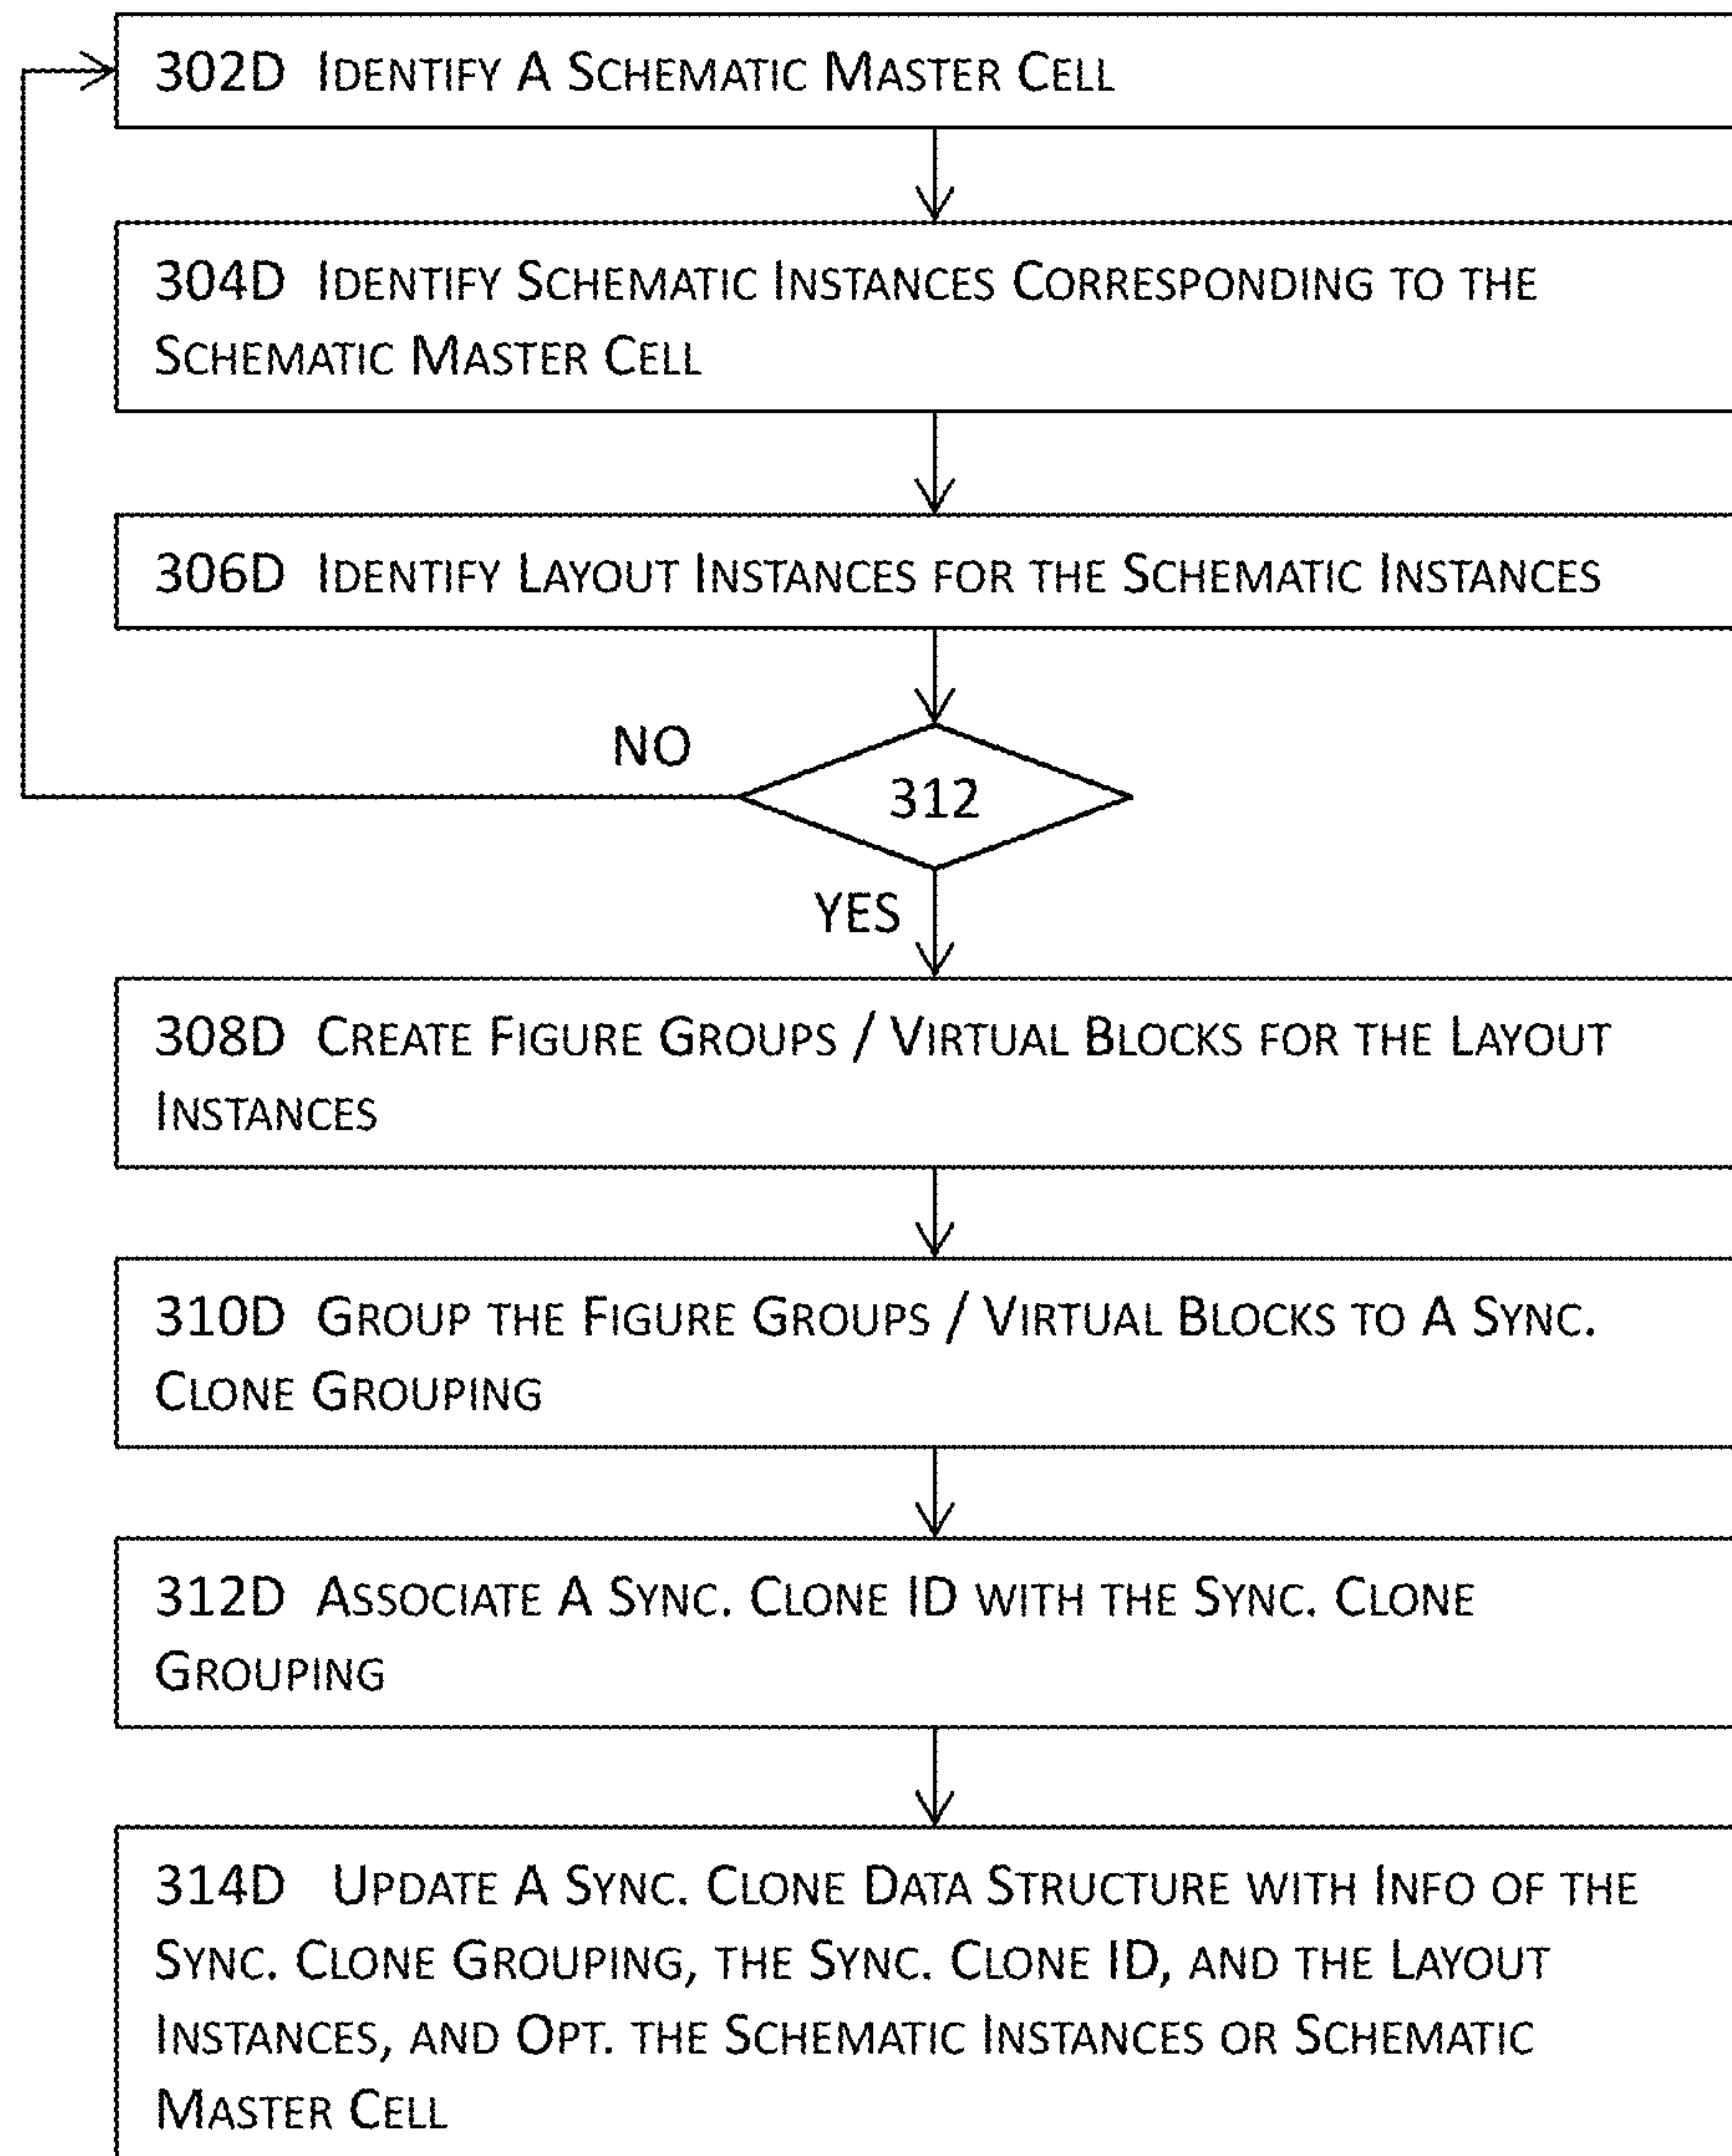 302D Identify A Schematic Master Cell
304D Identify Schematic Instances Corresponding to the
Schematic Master Cell
306D Identify Layout Instances for the Schematic Instances
NO
312
YES
308D Create Figure Groups / Virtual Blocks for the Layout
Instances
310D Group the Figure Groups / Virtual Blocks to A Sync.
Clone Grouping
312D Associate A Sync. Clone ID with the Sync. Clone
Grouping
314D Update A Sync. Clone Data Structure with Info of the
Sync. Clone Grouping, the Sync. Clone ID, and the Layout
Instances, and Opt. the Schematic Instances or Schematic
Master Cell